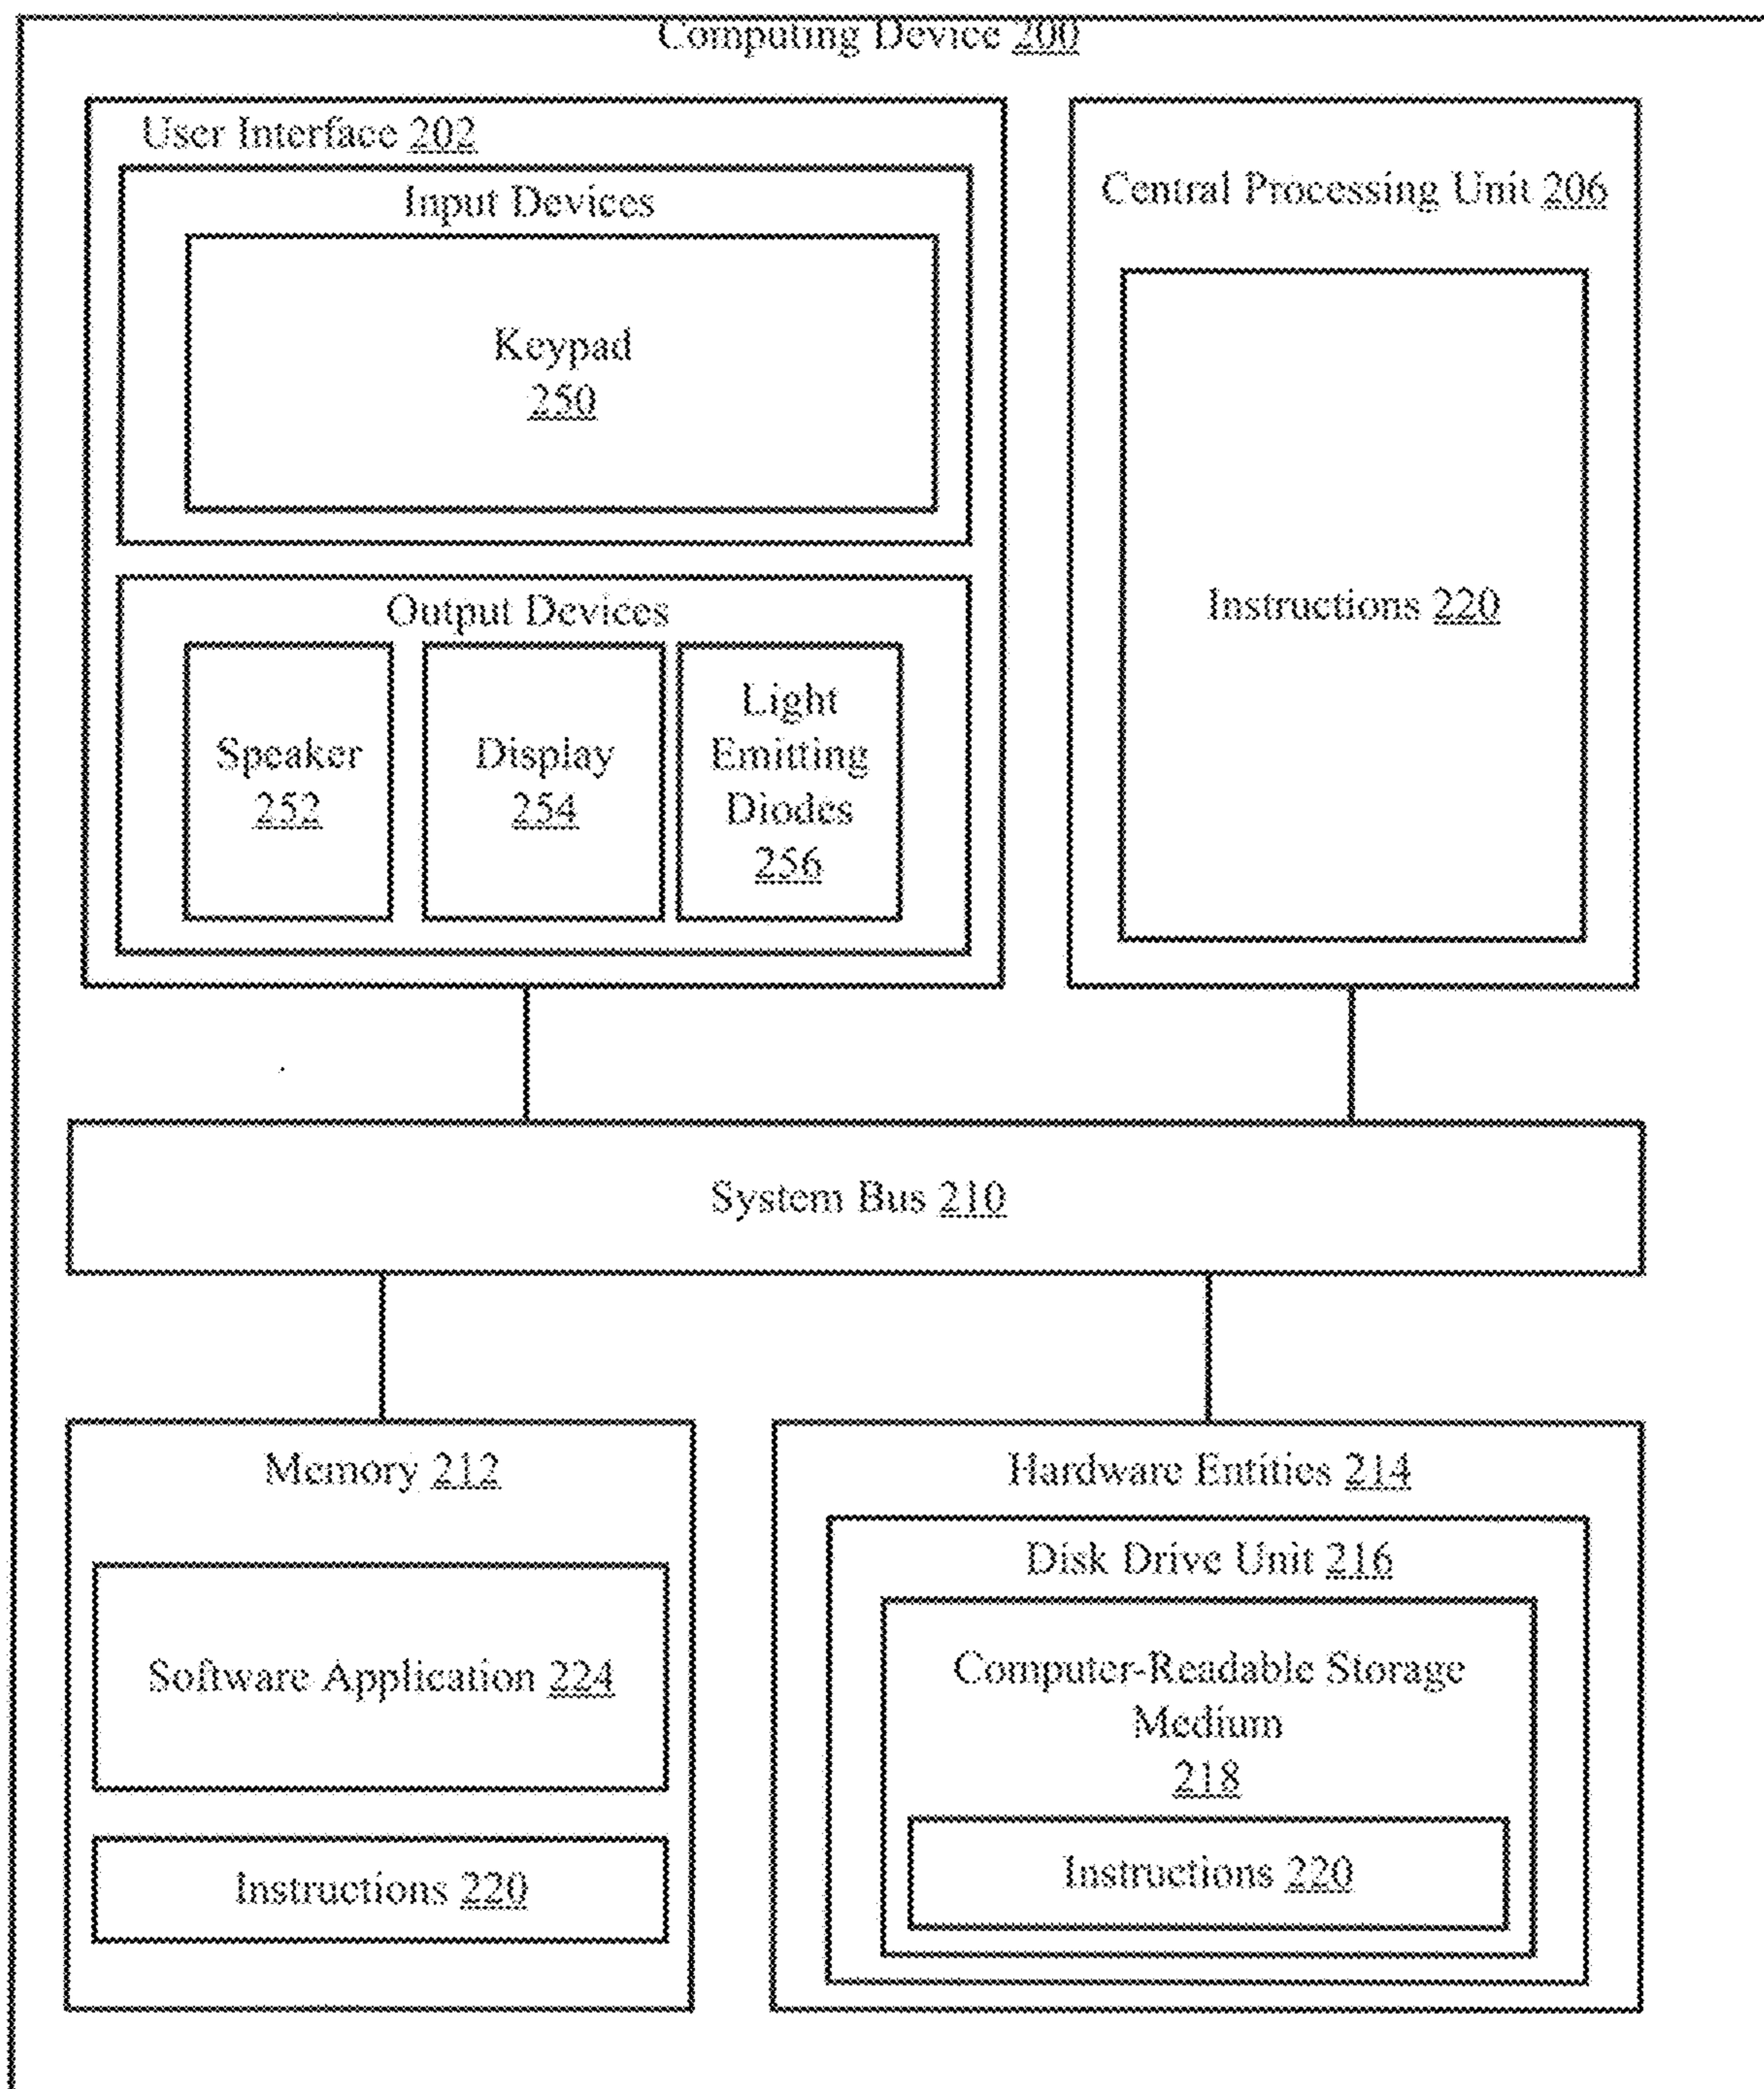 Computing Device 200
User Interface 202
Input Devices
Keypad
250
Output Devices
Speaker
252
Display
254
Light
Emitting
Diodes
256
Central Processing Unit 206
Instructions 220
System Bus 210
Memory 212
Software Application 224
Instructions 220
Hardware Entities 214
Disk Drive Unit 216
Computer-Readable Storage
Medium
218
Instructions 220